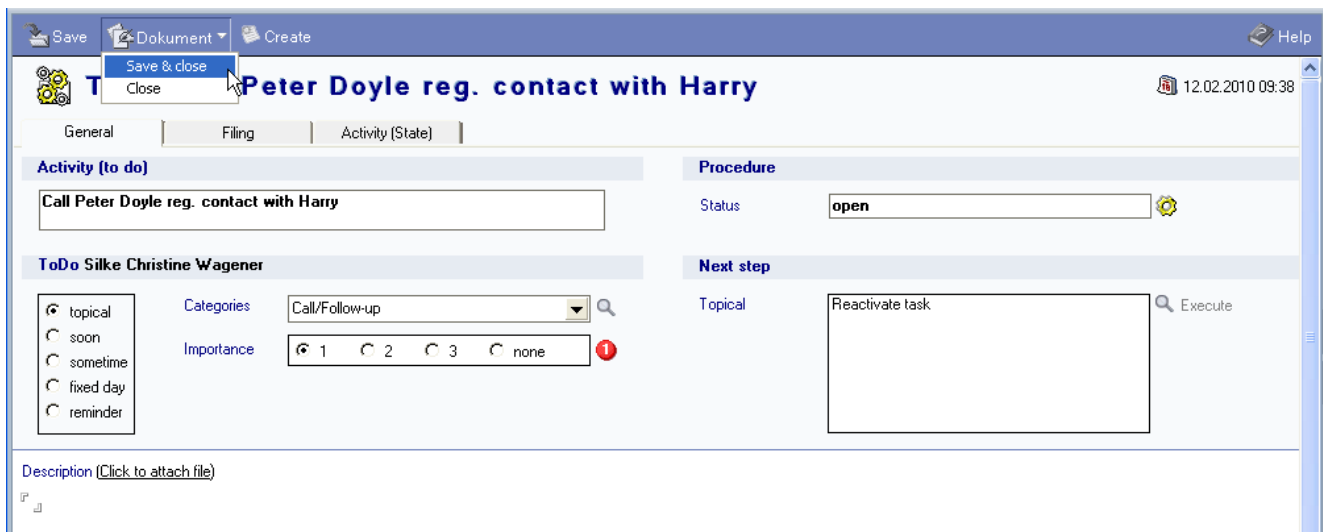 Save Dokument Create Help
Save & close
Close
T Peter Doyle reg. contact with Harry
12.02.2010 09:38
General Filing Activity (State)
Activity (to do) Procedure
Call Peter Doyle reg. contact with Harry
Status open
ToDo Silke Christine Wagener Next step
topical
soon
sometime
fixed day
reminder
Categories Call/Follow-up
Importance 1 2 3 none 1
Topical Reactivate task Execute
Description (Click to attach file)